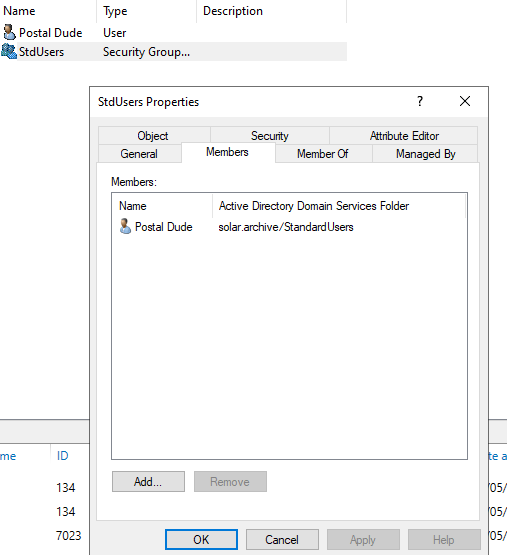 Name Type Description
Postal Dude User
StdUsers Security Group...
StdUsers Properties
Object Security Attribute Editor
General Members Member Of Managed By
Members:
Name Active Directory Domain Services Folder
Postal Dude solar.archive/StandardUsers
me ID te a
134 /05/
134 /05/
7023 /05/
Add... Remove
OK Cancel Apply Help